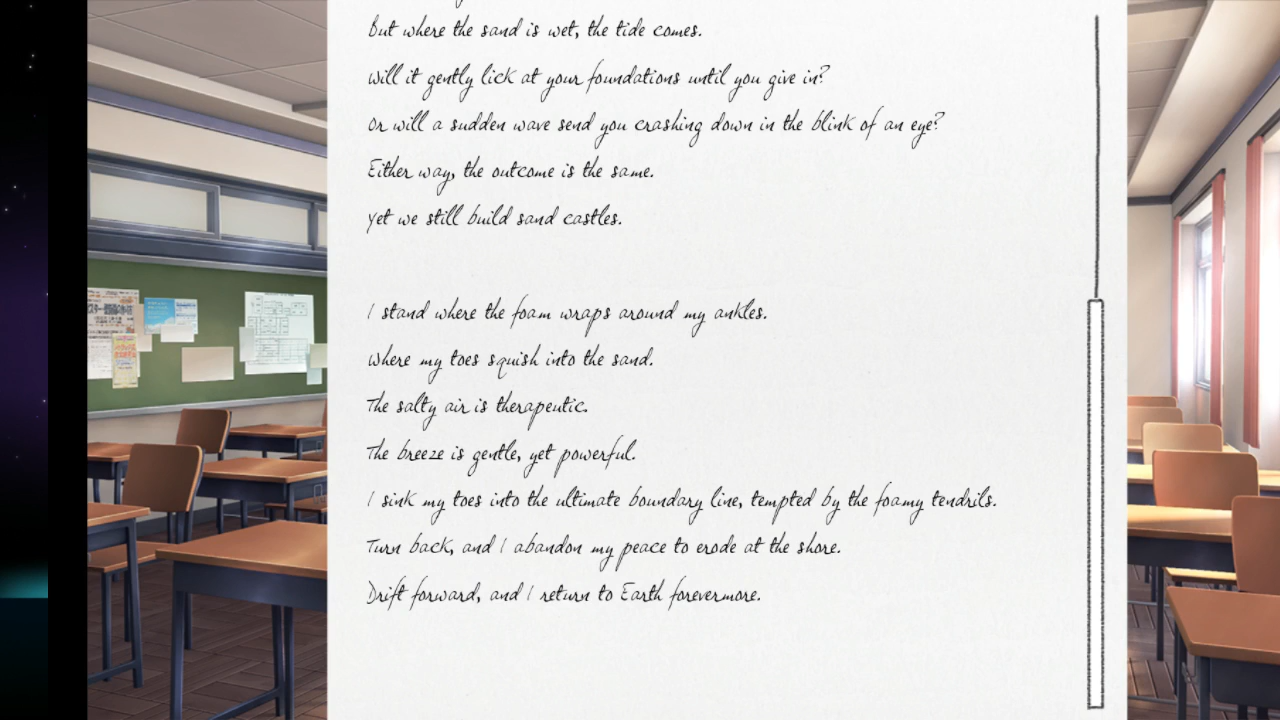 But where the sand is wet, the tide comes.
Will it gently lick at your foundations until you give in?
Or will a sudden wave send you crashing down in the blink of an eye?
Either way, the outcome is the same.
Yet we still build sand castles.
I stand where the foam wraps around my ankles.
Where my toes squish into the sand.
The salty air is therapeutic.
The breeze is gentle, yet powerful.
I sink my toes into the ultimate boundary line, tempted by the foamy tendrils.
Turn back, and I abandon my peace to erode at the shore.
Drift forward, and I return to Earth forevermore.